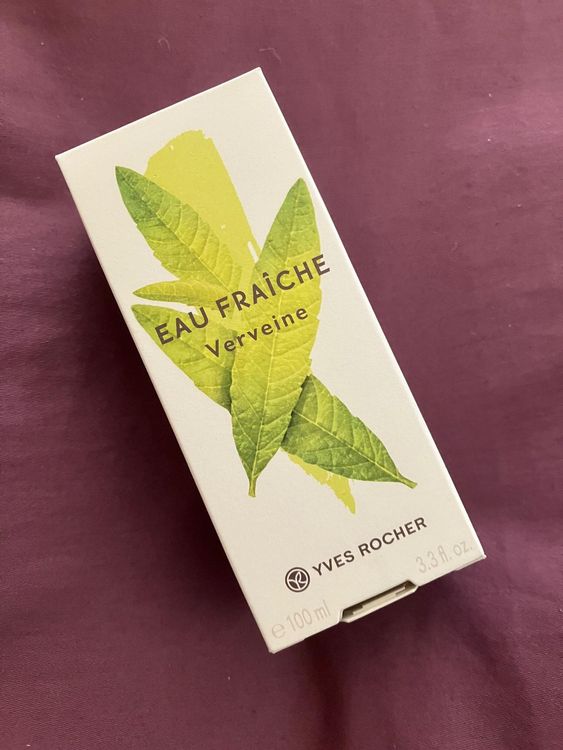 EAU FRAÎCHE
Verveine
YVES ROCHER
℮ 100 ml
3.3 fl. oz.